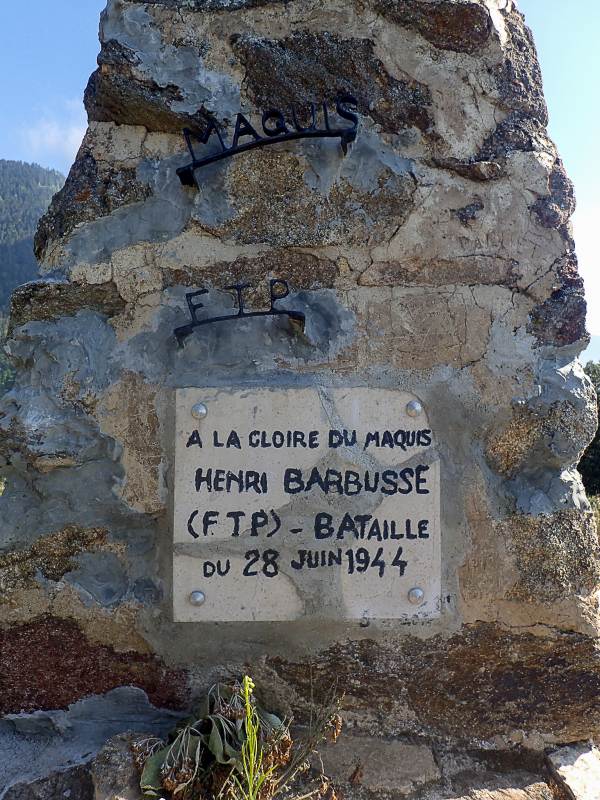 MAQUIS
FTP
A LA GLOIRE DU MAQUIS
HENRI BARBUSSE
(FTP) - BATAILLE
DU 28 JUIN 1944